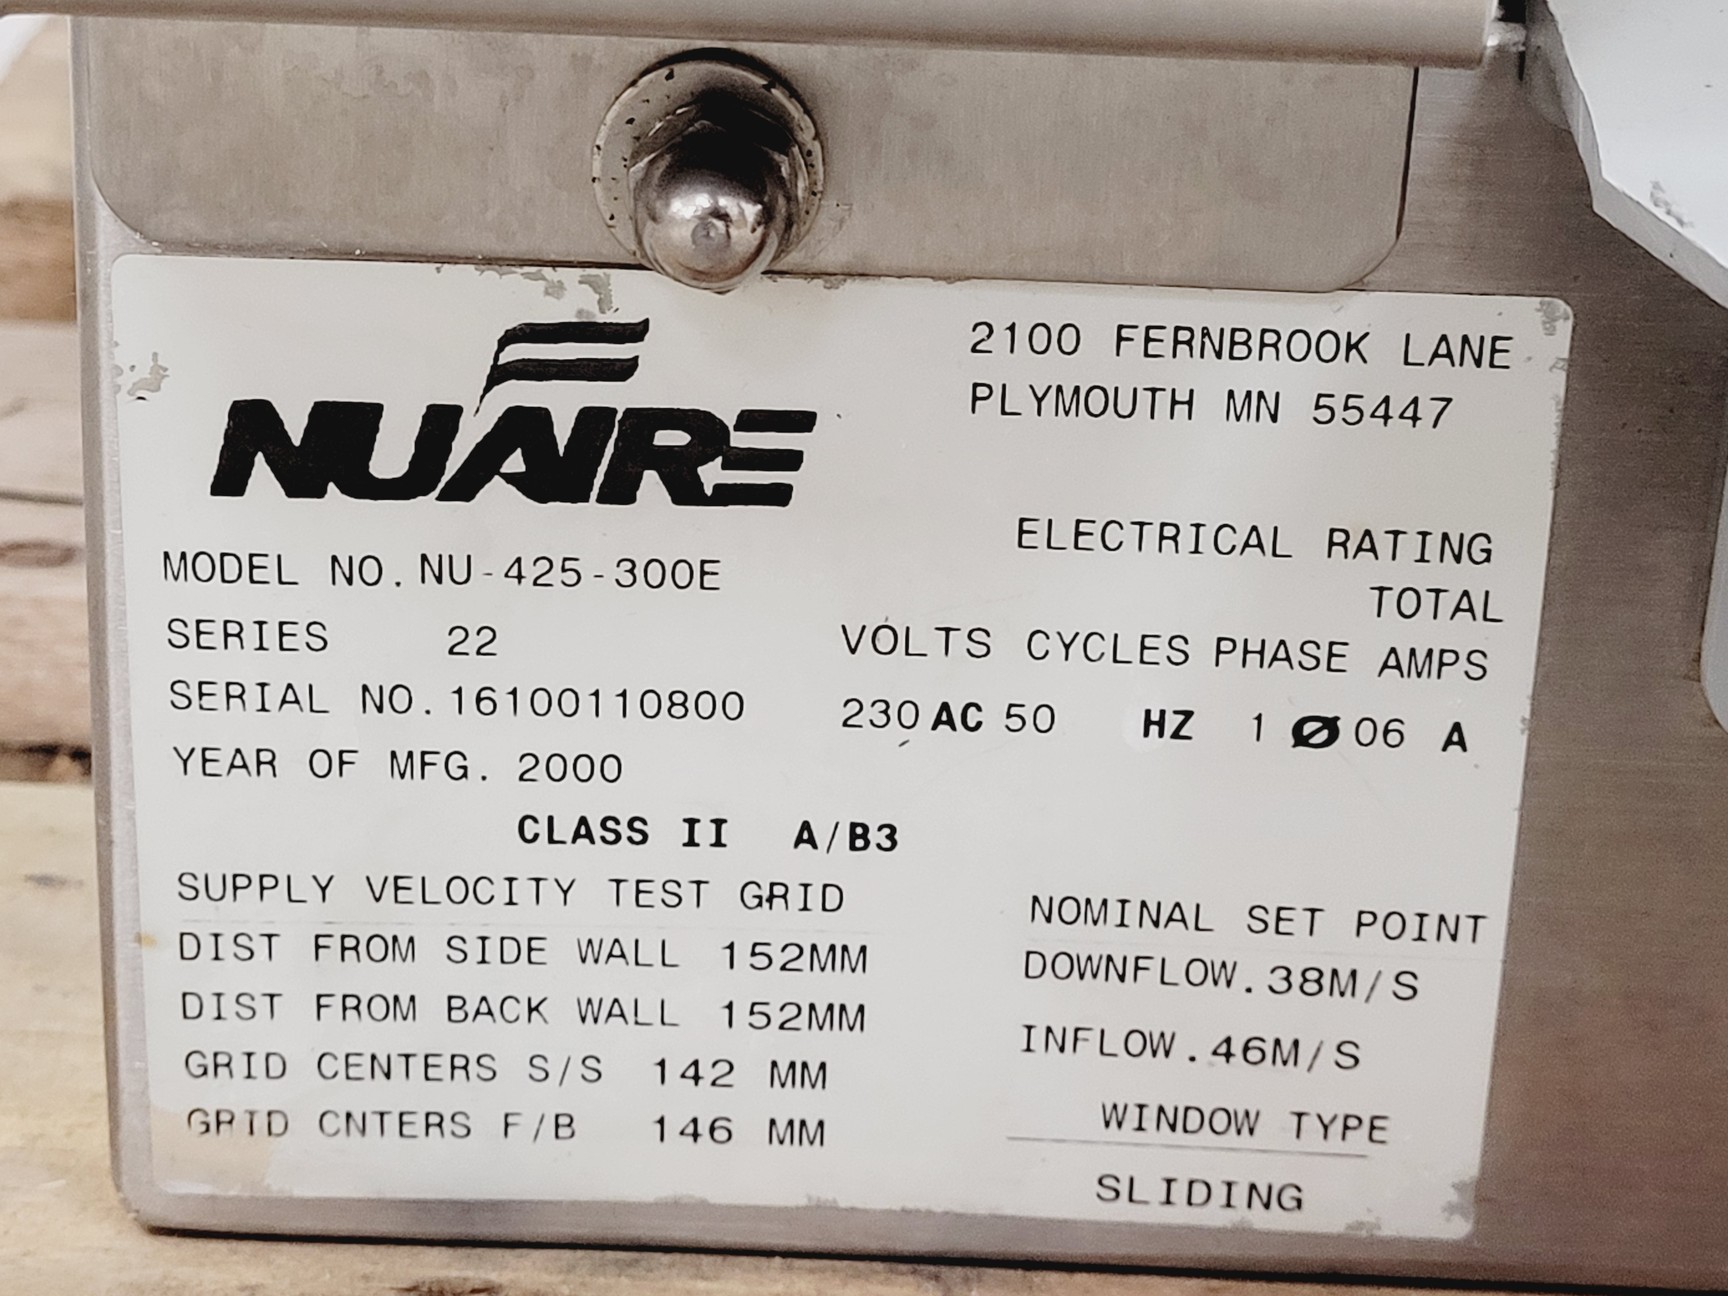 NUAIRE
2100 FERNBROOK LANE
PLYMOUTH MN 55447
MODEL NO. NU-425-300E
SERIES 22
SERIAL NO. 16100110800
YEAR OF MFG. 2000
ELECTRICAL RATING
TOTAL
VOLTS CYCLES PHASE AMPS
230 AC 50 HZ 1 Ø 06 A
CLASS II A/B3
SUPPLY VELOCITY TEST GRID
DIST FROM SIDE WALL 152MM
DIST FROM BACK WALL 152MM
GRID CENTERS S/S 142 MM
GRID CNTERS F/B 146 MM
NOMINAL SET POINT
DOWNFLOW .38M/S
INFLOW .46M/S
WINDOW TYPE
SLIDING